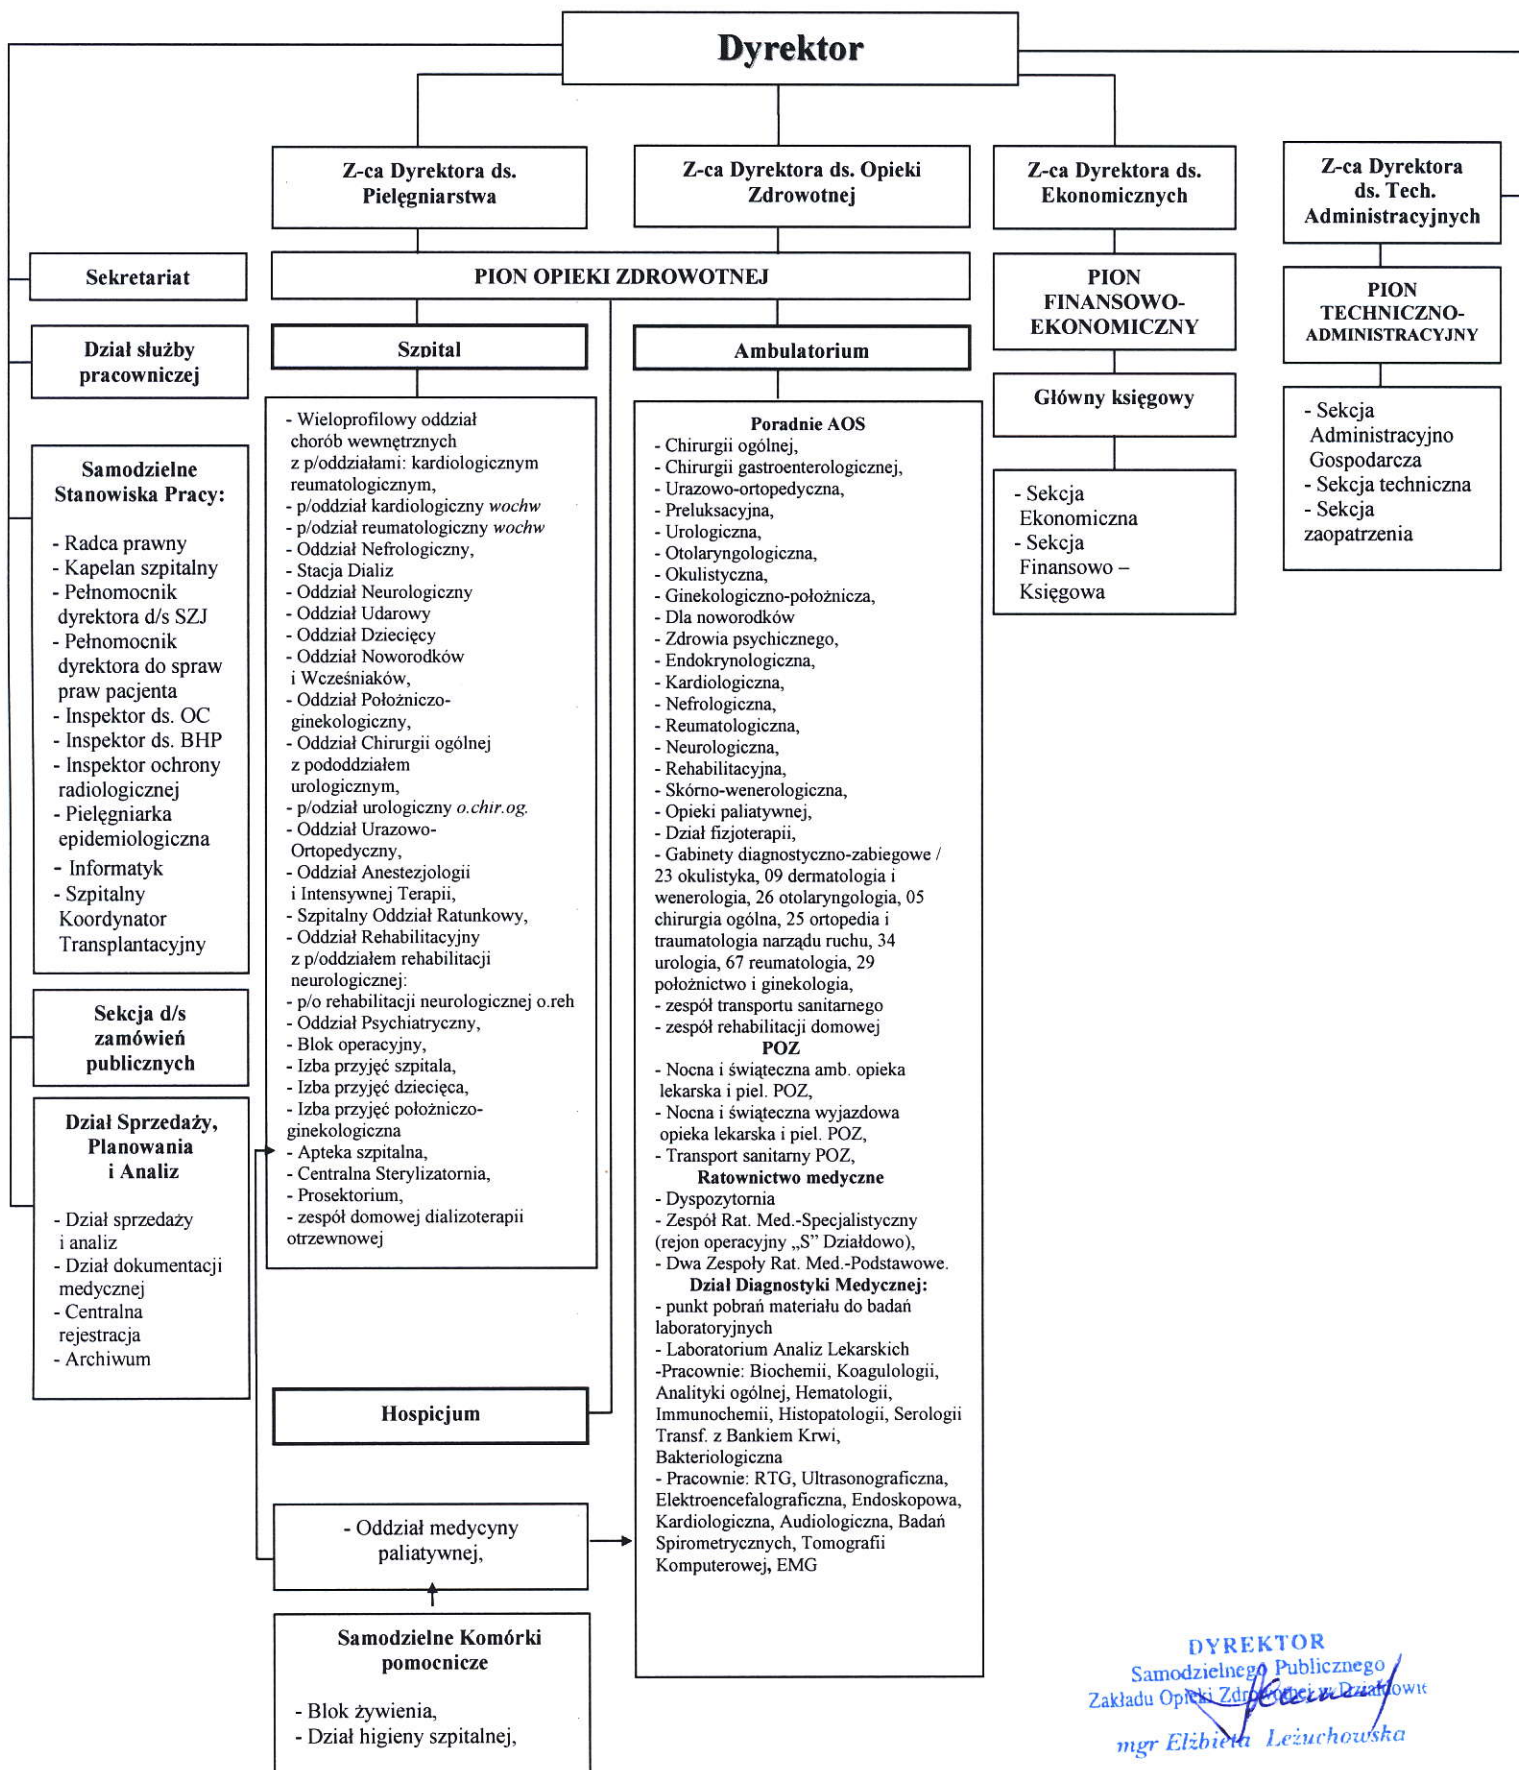 Dyrektor
Z-ca Dyrektora ds.
Pielęgniarstwa
Z-ca Dyrektora ds. Opieki
Zdrowotnej
Z-ca Dyrektora ds.
Ekonomicznych
Z-ca Dyrektora
ds. Tech.
Administracyjnych
Sekretariat
PION OPIEKI ZDROWOTNEJ
PION
FINANSOWO-
EKONOMICZNY
PION
TECHNICZNO-
ADMINISTRACYJNY
Dział służby
pracowniczej
Szpital
Ambulatorium
Główny księgowy
- Sekcja
Administracyjno
Gospodarcza
- Sekcja techniczna
- Sekcja
zaopatrzenia
- Sekcja
Ekonomiczna
- Sekcja
Finansowo –
Księgowa
Samodzielne
Stanowiska Pracy:
- Radca prawny
- Kapelan szpitalny
- Pełnomocnik
dyrektora d/s SZJ
- Pełnomocnik
dyrektora do spraw
praw pacjenta
- Inspektor ds. OC
- Inspektor ds. BHP
- Inspektor ochrony
radiologicznej
- Pielęgniarka
epidemiologiczna
- Informatyk
- Szpitalny
Koordynator
Transplantacyjny
Sekcja d/s
zamówień
publicznych
Dział Sprzedaży,
Planowania
i Analiz
- Dział sprzedaży
i analiz
- Dział dokumentacji
medycznej
- Centralna
rejestracja
- Archiwum
- Wieloprofilowy oddział
chorób wewnętrznych
z p/oddziałami: kardiologicznym
reumatologicznym,
- p/oddział kardiologiczny wochw
- p/odział reumatologiczny wochw
- Oddział Nefrologiczny,
- Stacja Dializ
- Oddział Neurologiczny
- Oddział Udarowy
- Oddział Dziecięcy
- Oddział Noworodków
i Wcześniaków,
- Oddział Położniczo-
ginekologiczny,
- Oddział Chirurgii ogólnej
z pododdziałem
urologicznym,
- p/odział urologiczny o.chir.og.
- Oddział Urazowo-
Ortopedyczny,
- Oddział Anestezjologii
i Intensywnej Terapii,
- Szpitalny Oddział Ratunkowy,
- Oddział Rehabilitacyjny
z p/oddziałem rehabilitacji
neurologicznej:
- p/o rehabilitacji neurologicznej o.reh
- Oddział Psychiatryczny,
- Blok operacyjny,
- Izba przyjęć szpitala,
- Izba przyjęć dziecięca,
- Izba przyjęć położniczo-
ginekologiczna
- Apteka szpitalna,
- Centralna Sterylizatornia,
- Prosektorium,
- zespół domowej dializoterapii
otrzewnowej
Hospicjum
- Oddział medycyny
paliatywnej,
Samodzielne Komórki
pomocnicze
- Blok żywienia,
- Dział higieny szpitalnej,
Poradnie AOS
- Chirurgii ogólnej,
- Chirurgii gastroenterologicznej,
- Urazowo-ortopedyczna,
- Preluksacyjna,
- Urologiczna,
- Otolaryngologiczna,
- Okulistyczna,
- Ginekologiczno-położnicza,
- Dla noworodków
- Zdrowia psychicznego,
- Endokrynologiczna,
- Kardiologiczna,
- Nefrologiczna,
- Reumatologiczna,
- Neurologiczna,
- Rehabilitacyjna,
- Skórno-wenerologiczna,
- Opieki paliatywnej,
- Dział fizjoterapii,
- Gabinety diagnostyczno-zabiegowe /
23 okulistyka, 09 dermatologia i
wenerologia, 26 otolaryngologia, 05
chirurgia ogólna, 25 ortopedia i
traumatologia narządu ruchu, 34
urologia, 67 reumatologia, 29
położnictwo i ginekologia,
- zespół transportu sanitarnego
- zespół rehabilitacji domowej
POZ
- Nocna i świąteczna amb. opieka
lekarska i piel. POZ,
- Nocna i świąteczna wyjazdowa
opieka lekarska i piel. POZ,
- Transport sanitarny POZ,
Ratownictwo medyczne
- Dyspozytornia
- Zespół Rat. Med.-Specjalistyczny
(rejon operacyjny „S” Działdowo),
- Dwa Zespoły Rat. Med.-Podstawowe.
Dział Diagnostyki Medycznej:
- punkt pobrań materiału do badań
laboratoryjnych
- Laboratorium Analiz Lekarskich
-Pracownie: Biochemii, Koagulologii,
Analityki ogólnej, Hematologii,
Immunochemii, Histopatologii, Serologii
Transf. z Bankiem Krwi,
Bakteriologiczna
- Pracownie: RTG, Ultrasonograficzna,
Elektroencefalograficzna, Endoskopowa,
Kardiologiczna, Audiologiczna, Badań
Spirometrycznych, Tomografii
Komputerowej, EMG
DYREKTOR
Samodzielnego Publicznego
Zakładu Opieki Zdrowotnej w Działdowie
mgr Elżbieta Leżuchowska